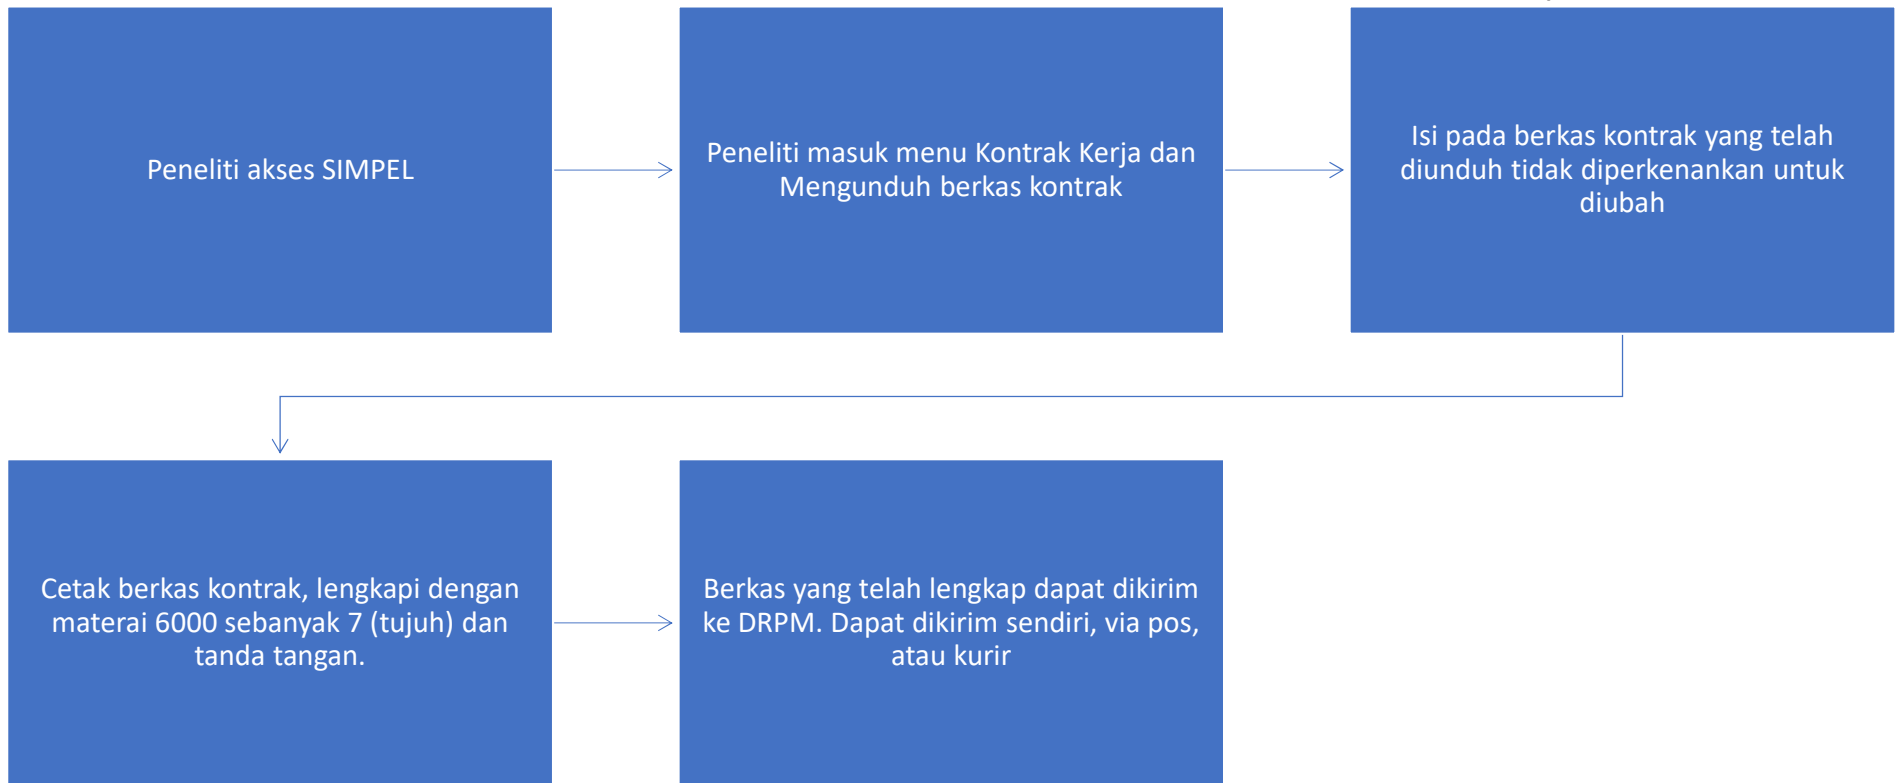 Peneliti akses SIMPEL
Peneliti masuk menu Kontrak Kerja dan
Mengunduh berkas kontrak
Isi pada berkas kontrak yang telah
diunduh tidak diperkenankan untuk
diubah
Cetak berkas kontrak, lengkapi dengan
materai 6000 sebanyak 7 (tujuh) dan
tanda tangan.
Berkas yang telah lengkap dapat dikirim
ke DRPM. Dapat dikirim sendiri, via pos,
atau kurir